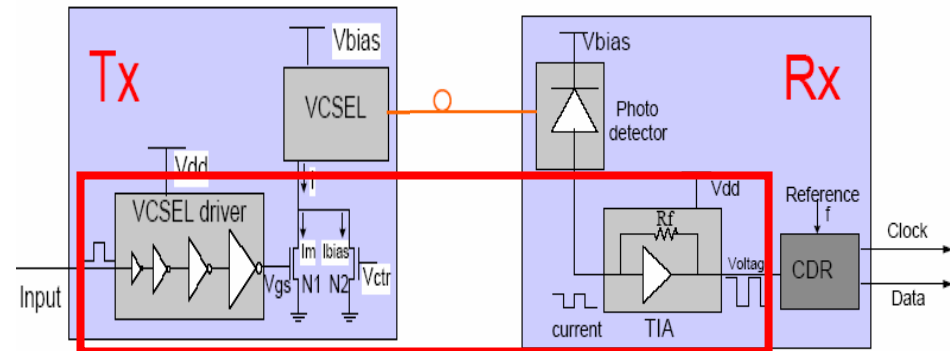 Tx
Vbias
VCSEL
I
Vdd
VCSEL driver
Im
Ibias
Vgs
N1
N2
Vctr
Input
Rx
Vbias
Photo
detector
Vdd
Rf
TIA
current
Voltag
Reference
f
CDR
Clock
Data